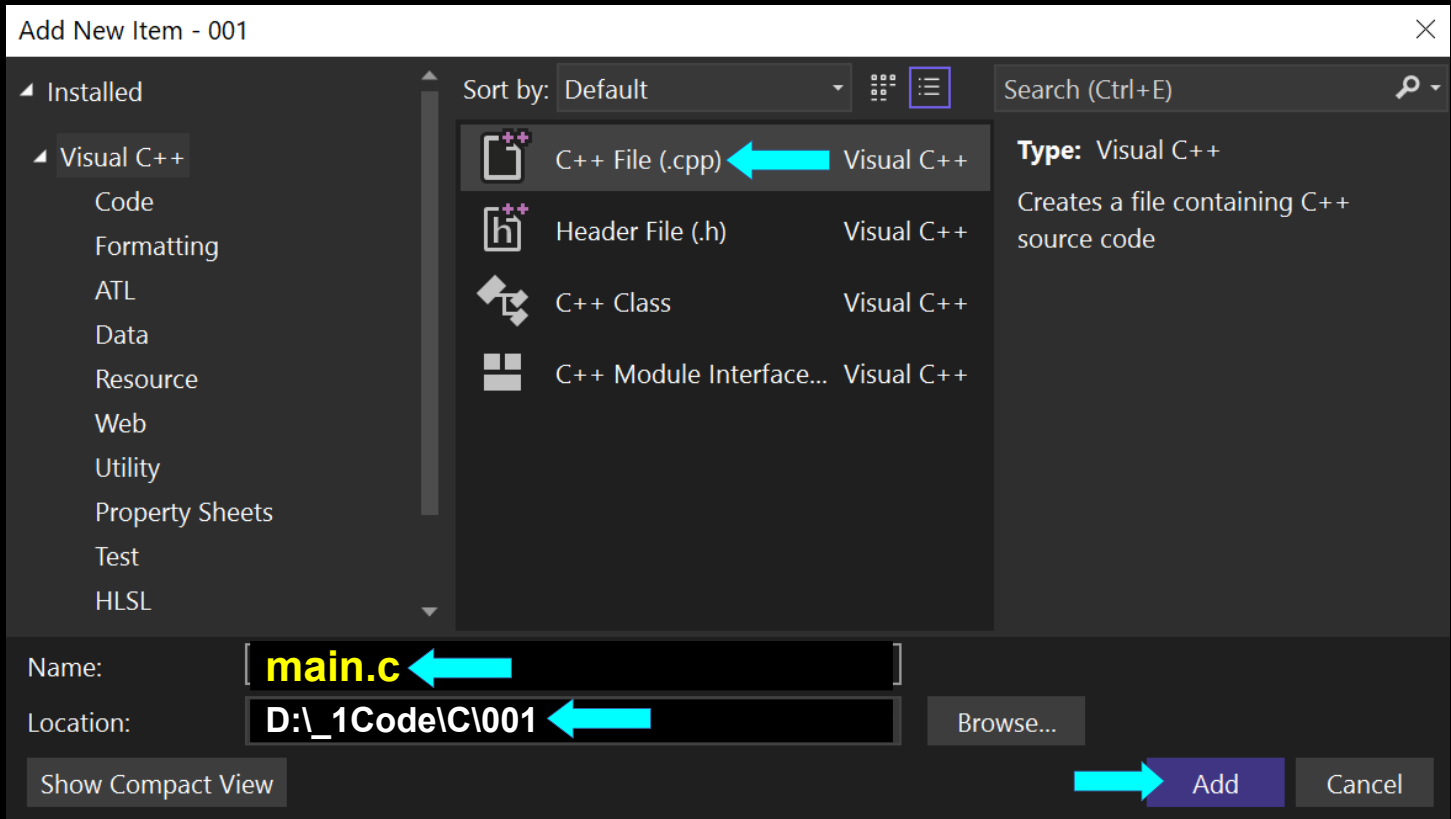 Add New Item - 001
Installed
Visual C++
Code
Formatting
ATL
Data
Resource
Web
Utility
Property Sheets
Test
HLSL
Sort by: Default
C++ File (.cpp) Visual C++
Header File (.h) Visual C++
C++ Class Visual C++
C++ Module Interface... Visual C++
Search (Ctrl+E)
Type: Visual C++
Creates a file containing C++
source code
Name: main.c
Location: D:\_1Code\C\001
Browse...
Show Compact View
Add
Cancel